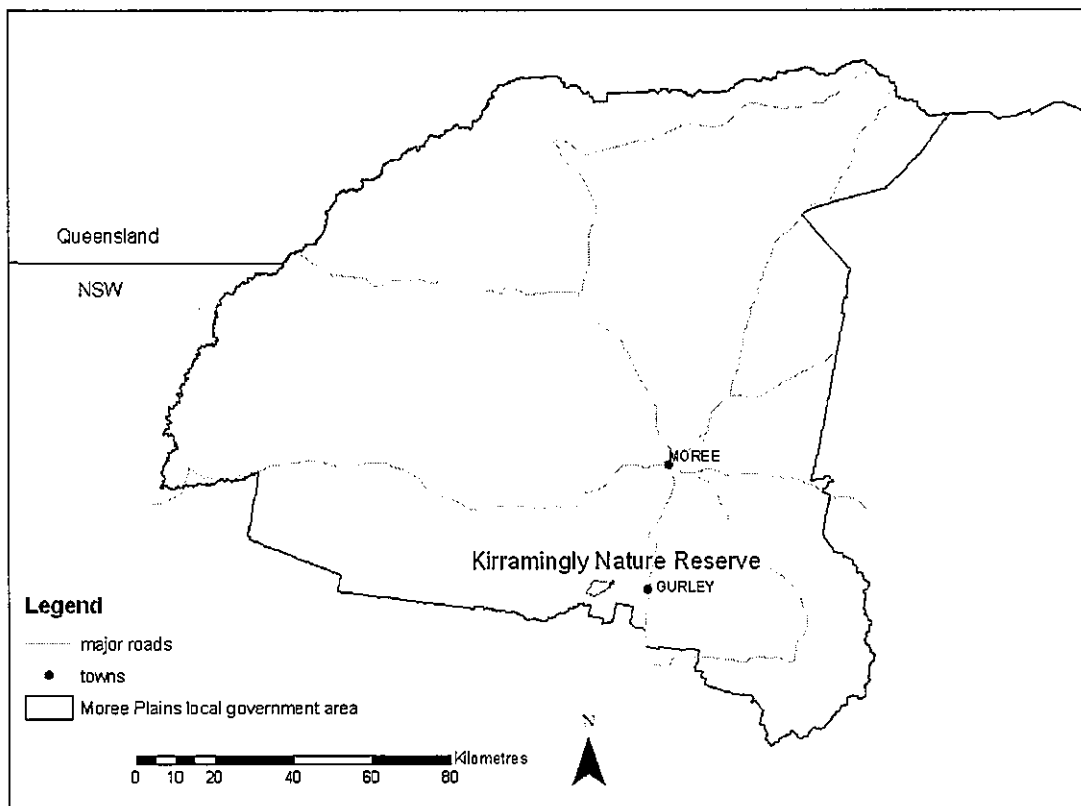 Queensland
NSW
MOREE
Kirramingly Nature Reserve
GURLEY
Legend
major roads
towns
Moree Plains local government area
N
Kilometres
0 10 20 40 60 80